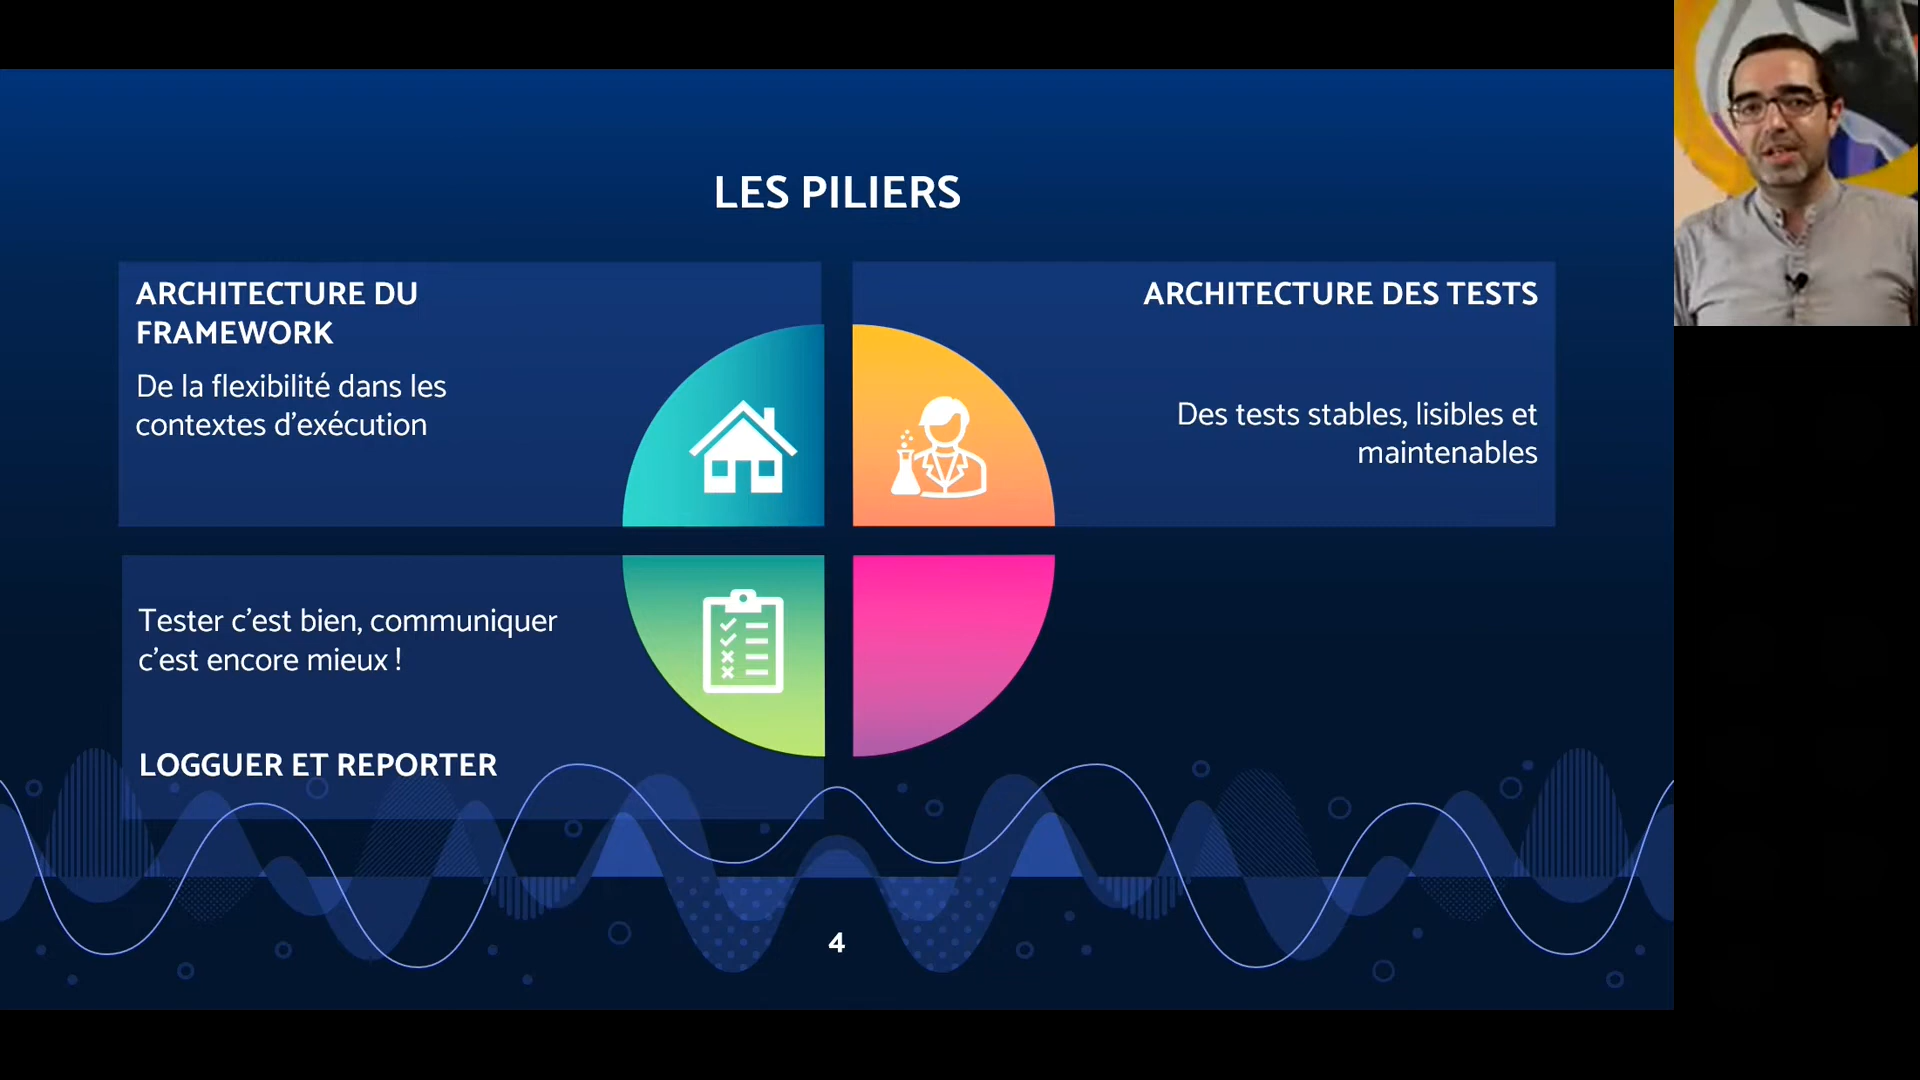 LES PILIERS
ARCHITECTURE DU
FRAMEWORK
De la flexibilité dans les
contextes d’exécution
ARCHITECTURE DES TESTS
Des tests stables, lisibles et
maintenables
Tester c’est bien, communiquer
c’est encore mieux !
LOGGUER ET REPORTER
4